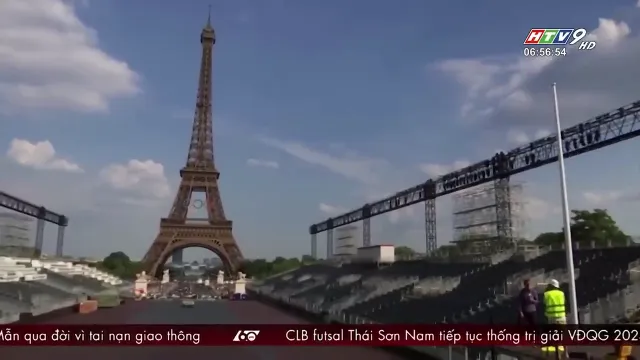 HTV9 HD
06:56:54
Mẫn qua đời vì tai nạn giao thông
CLB futsal Thái Sơn Nam tiếp tục thống trị giải VĐQG 202